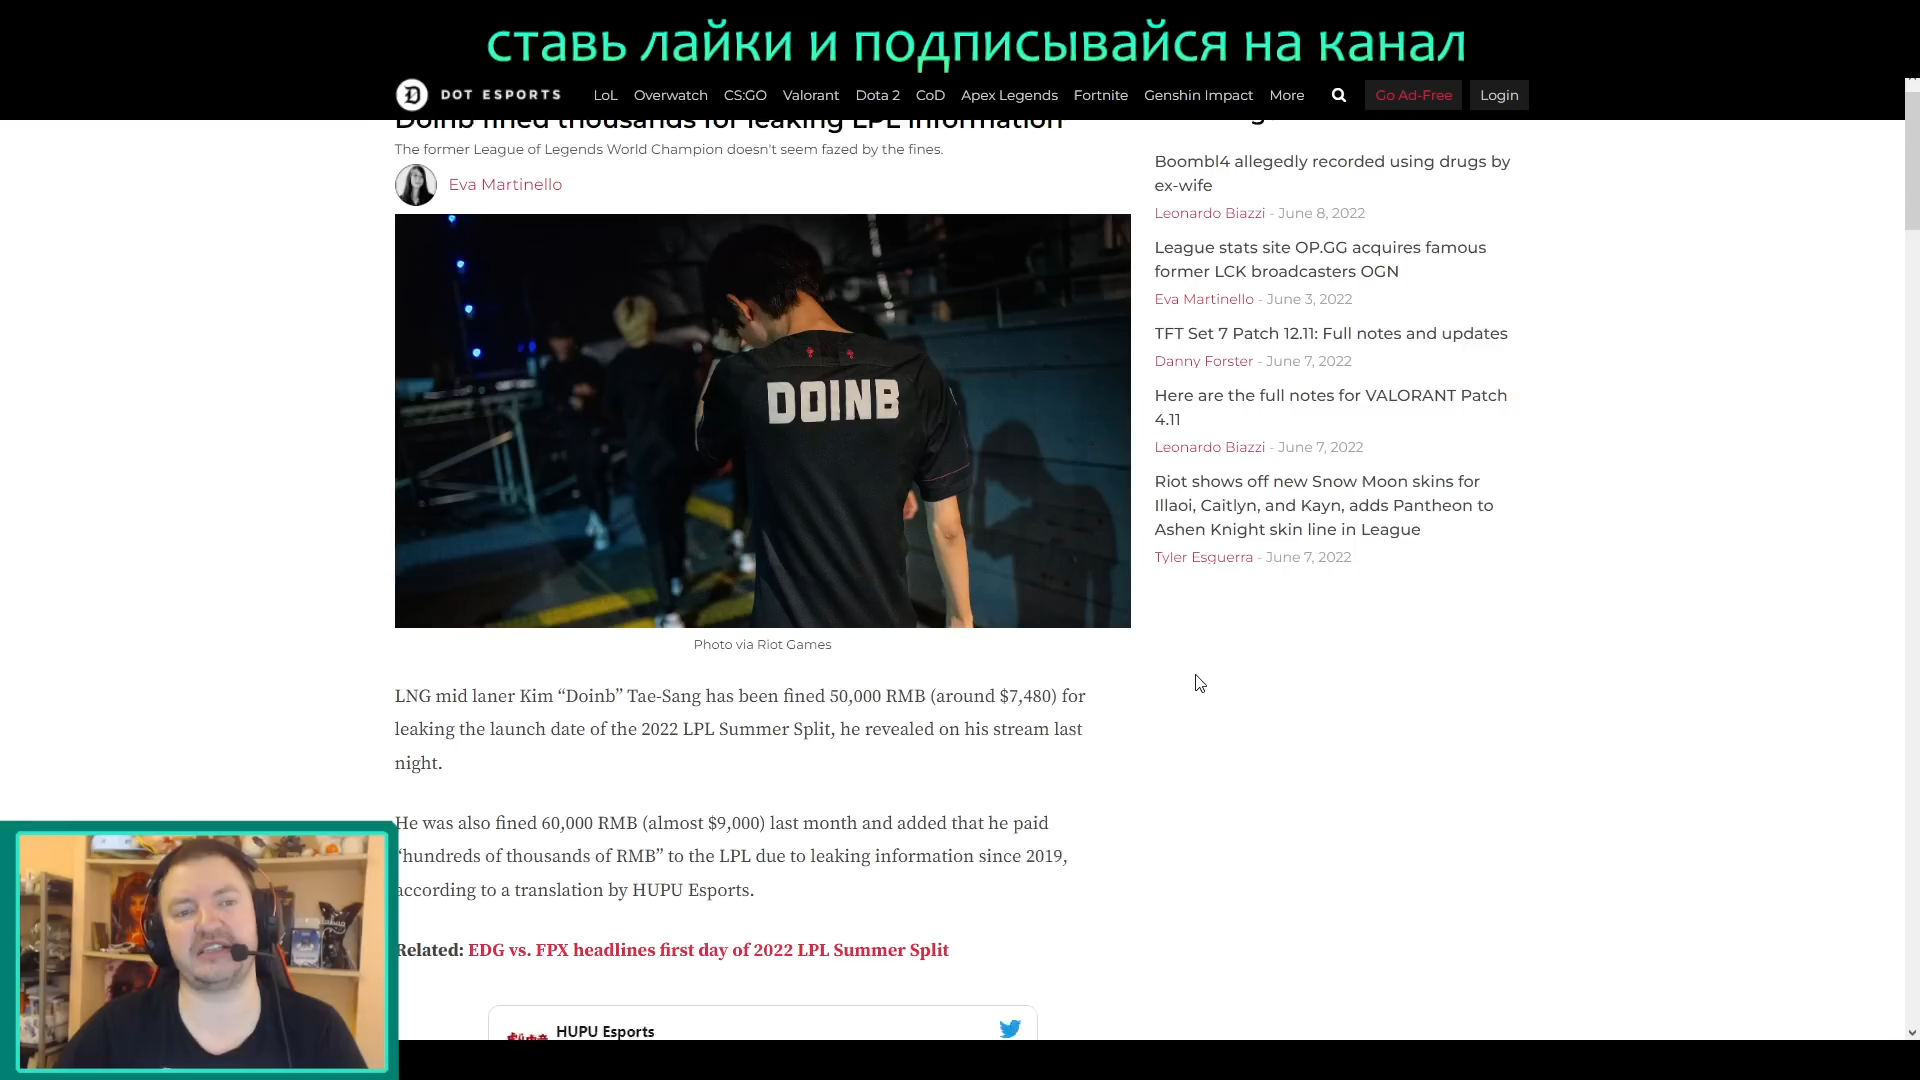 ставь лайки и подписывайся на канал
DOT ESPORTS
LoL Overwatch CS:GO Valorant Dota 2 CoD Apex Legends Fortnite Genshin Impact More Go Ad-Free Login
Doinb fined thousands for leaking LPL information
The former League of Legends World Champion doesn't seem fazed by the fines.
Eva Martinello
DOINB
Photo via Riot Games
LNG mid laner Kim “Doinb” Tae-Sang has been fined 50,000 RMB (around $7,480) for
leaking the launch date of the 2022 LPL Summer Split, he revealed on his stream last
night.
He was also fined 60,000 RMB (almost $9,000) last month and added that he paid
“hundreds of thousands of RMB” to the LPL due to leaking information since 2019,
according to a translation by HUPU Esports.
Related: EDG vs. FPX headlines first day of 2022 LPL Summer Split
HUPU Esports
Boombl4 allegedly recorded using drugs by
ex-wife
Leonardo Biazzi - June 8, 2022
League stats site OP.GG acquires famous
former LCK broadcasters OGN
Eva Martinello - June 3, 2022
TFT Set 7 Patch 12.11: Full notes and updates
Danny Forster - June 7, 2022
Here are the full notes for VALORANT Patch
4.11
Leonardo Biazzi - June 7, 2022
Riot shows off new Snow Moon skins for
Illaoi, Caitlyn, and Kayn, adds Pantheon to
Ashen Knight skin line in League
Tyler Esguerra - June 7, 2022